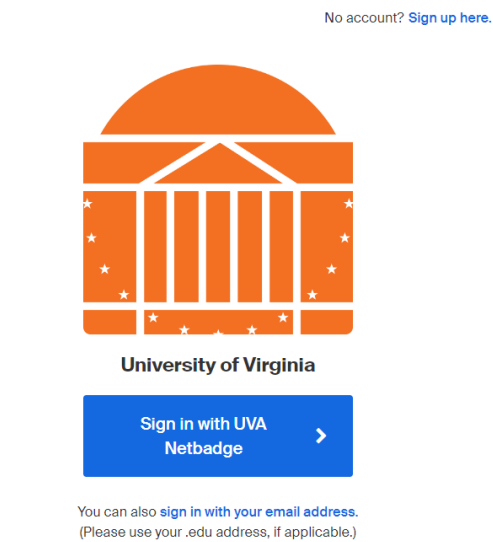 No account? Sign up here.
University of Virginia
Sign in with UVA
Netbadge
You can also sign in with your email address.
(Please use your .edu address, if applicable.)